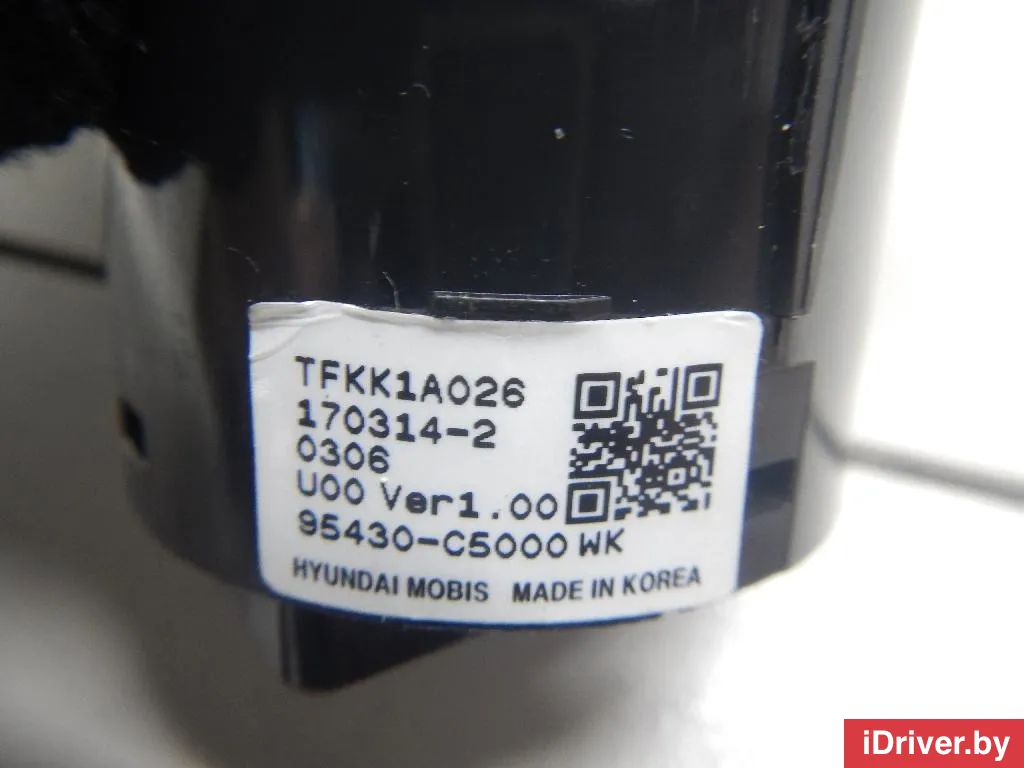 TFKK1A026
170314-2
0306
U00 Ver1.00
95430-C5000 WK
HYUNDAI MOBIS MADE IN KOREA
iDriver.by